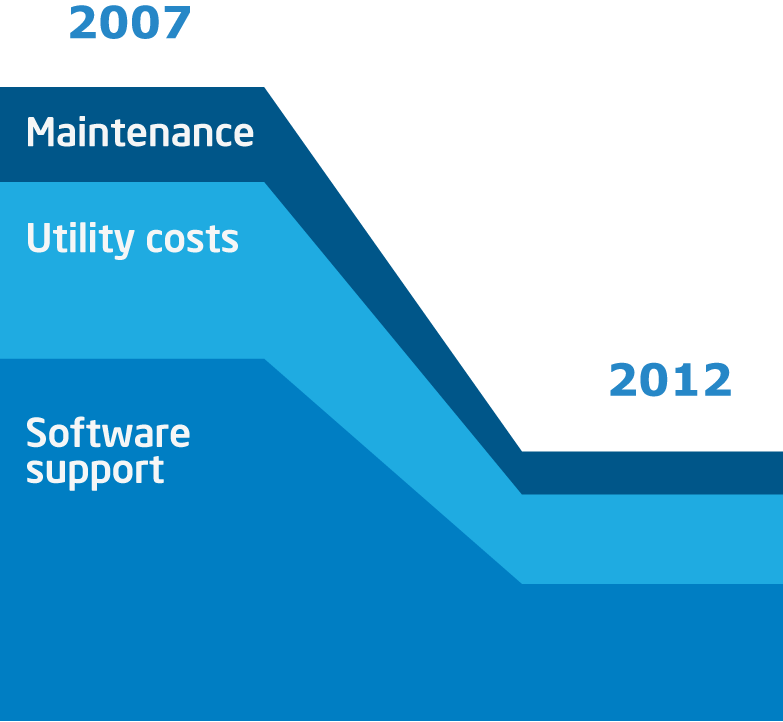 2007
Maintenance
Utility costs
2012
Software
support